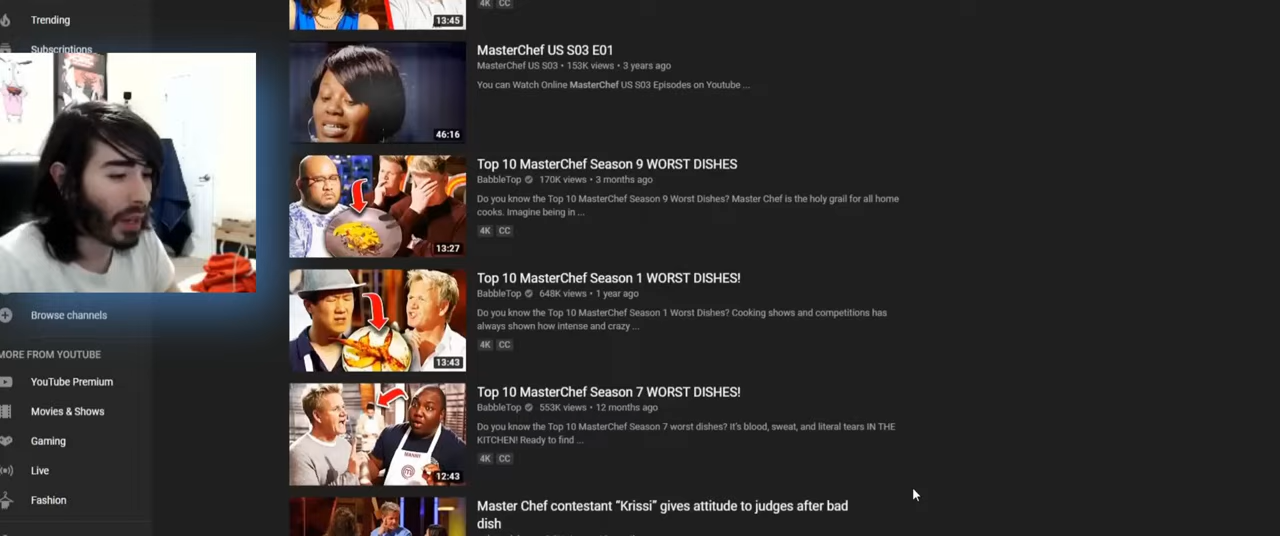 Trending
Subscriptions
Browse channels
MORE FROM YOUTUBE
YouTube Premium
Movies & Shows
Gaming
Live
Fashion
13:45
4K CC
46:16
MasterChef US S03 E01
MasterChef US S03 • 153K views • 3 years ago
You can Watch Online MasterChef US S03 Episodes on Youtube ...
13:27
Top 10 MasterChef Season 9 WORST DISHES
BabbleTop 170K views • 3 months ago
Do you know the Top 10 MasterChef Season 9 Worst Dishes? Master Chef is the holy grail for all home
cooks. Imagine being in ...
4K CC
13:43
Top 10 MasterChef Season 1 WORST DISHES!
BabbleTop 648K views • 1 year ago
Do you know the Top 10 MasterChef Season 1 Worst Dishes? Cooking shows and competitions has
always shown how intense and crazy ...
4K CC
12:43
Top 10 MasterChef Season 7 WORST DISHES!
BabbleTop 553K views • 12 months ago
Do you know the Top 10 MasterChef Season 7 worst dishes? It's blood, sweat, and literal tears IN THE
KITCHEN! Ready to find ...
4K CC
Master Chef contestant "Krissi" gives attitude to judges after bad
dish